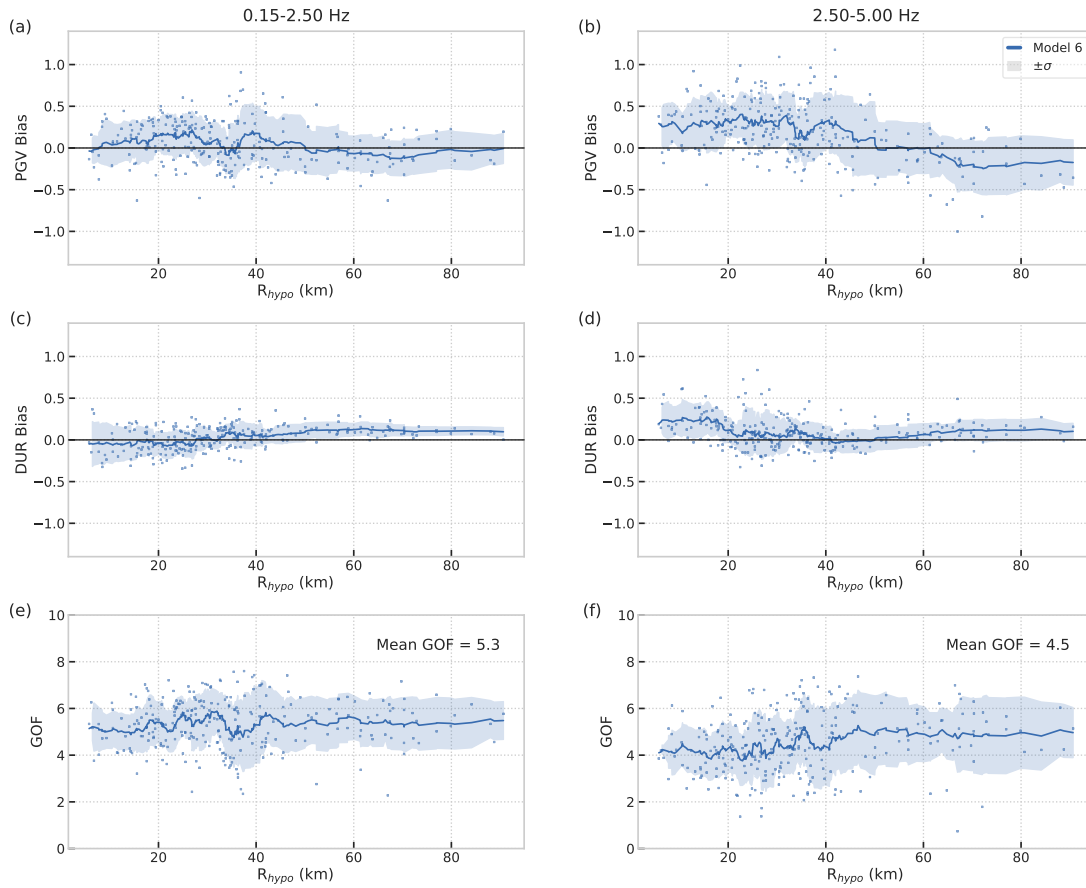 0.15-2.50 Hz
2.50-5.00 Hz
(a)
(b)
1.0
0.5
0.0
−0.5
−1.0
PGV Bias
20 40 60 80
R_hypo (km)
1.0
0.5
0.0
−0.5
−1.0
PGV Bias
Model 6
±σ
20 40 60 80
R_hypo (km)
(c)
(d)
1.0
0.5
0.0
−0.5
−1.0
DUR Bias
20 40 60 80
R_hypo (km)
1.0
0.5
0.0
−0.5
−1.0
DUR Bias
20 40 60 80
R_hypo (km)
(e)
(f)
10
8
6
4
2
0
GOF
Mean GOF = 5.3
20 40 60 80
R_hypo (km)
10
8
6
4
2
0
GOF
Mean GOF = 4.5
20 40 60 80
R_hypo (km)